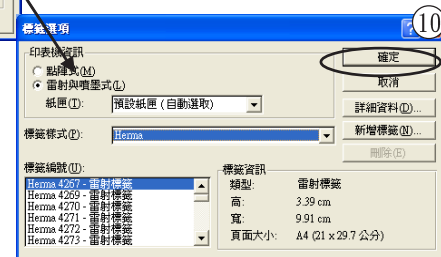 標籤選項
10
印表機資訊
點陣式(M)
雷射與噴墨式(L)
紙匣(T): 預設紙匣 (自動選取)
標籤樣式(P): Herma
確定
取消
詳細資料(D)...
新增標籤(N)...
刪除(E)
標籤編號(U):
Herma 4267 - 雷射標籤
Herma 4269 - 雷射標籤
Herma 4270 - 雷射標籤
Herma 4271 - 雷射標籤
Herma 4272 - 雷射標籤
Herma 4273 - 雷射標籤
標籤資訊
類型: 雷射標籤
高: 3.39 cm
寬: 9.91 cm
頁面大小: A4 (21 x 29.7 公分)